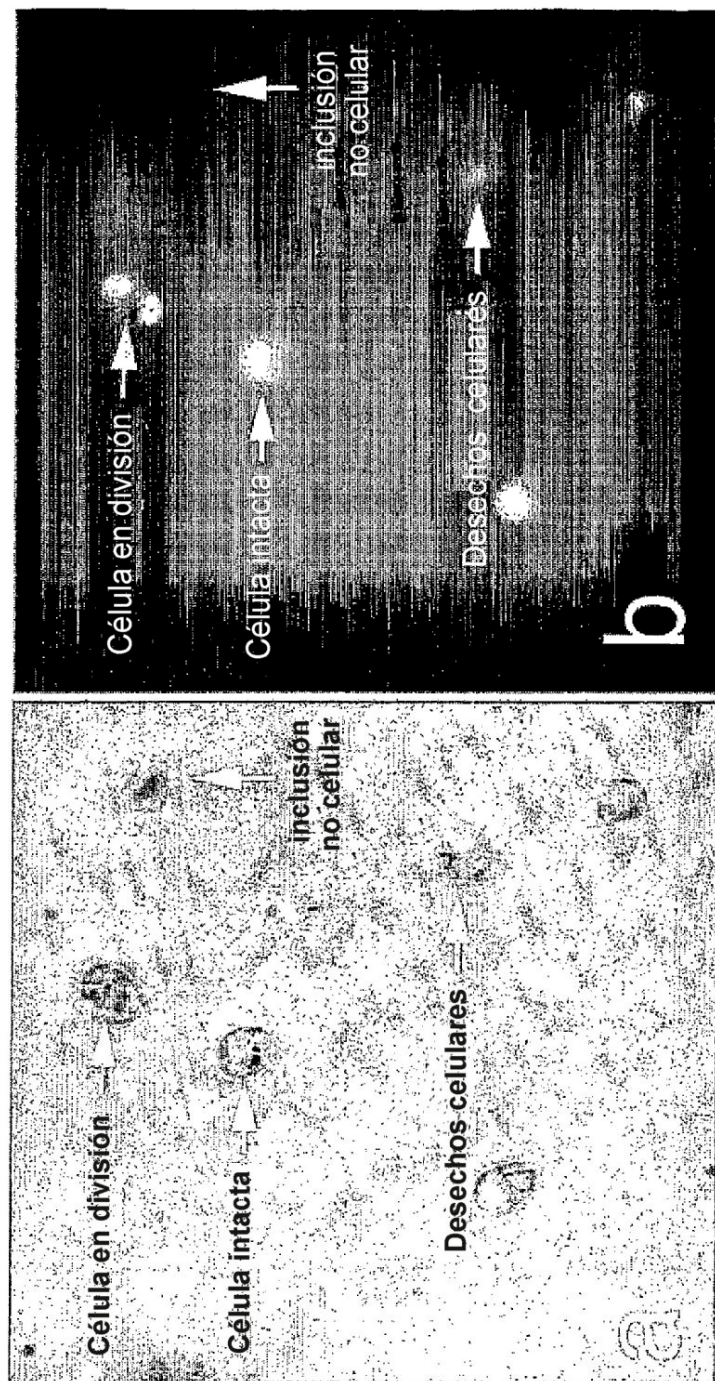 Célula en división
Célula intacta
Inclusión
no celular
Desechos celulares
Célula en división
Célula intacta
Inclusión
no celular
Desechos celulares
b